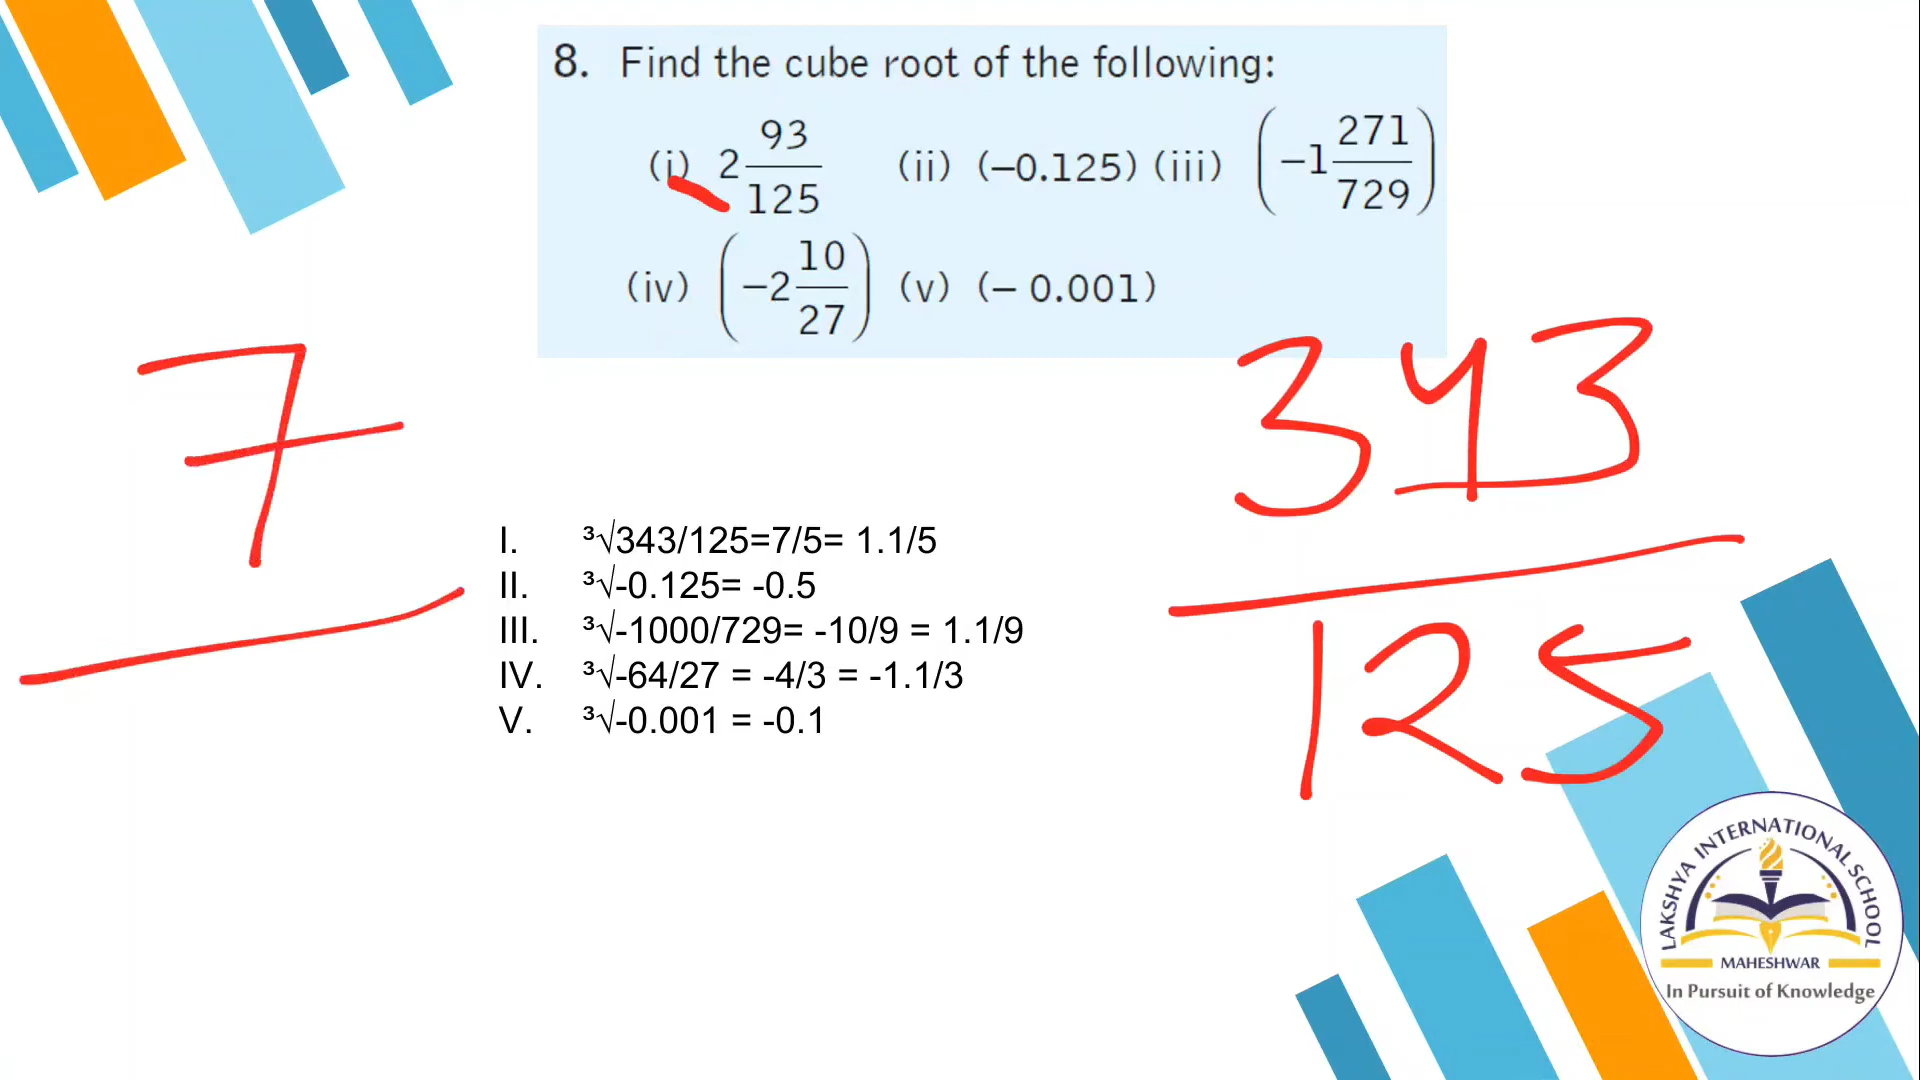 8. Find the cube root of the following:
(i) 2 93/125 (ii) (−0.125) (iii) (−1 271/729)
(iv) (−2 10/27) (v) (− 0.001)
7
343
125
I. ³√343/125=7/5= 1.1/5
II. ³√-0.125= -0.5
III. ³√-1000/729= -10/9 = 1.1/9
IV. ³√-64/27 = -4/3 = -1.1/3
V. ³√-0.001 = -0.1
LAKSHYA INTERNATIONAL SCHOOL
MAHESHWAR
In Pursuit of Knowledge